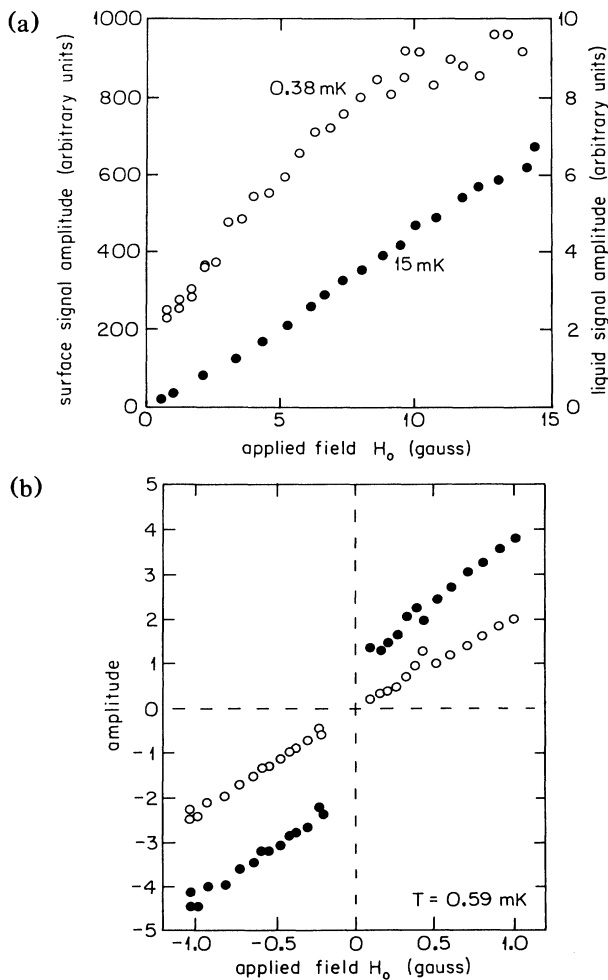 (a)
1000
800
600
400
200
0
surface signal amplitude (arbitrary units)
0.38 mK
15 mK
10
8
6
4
2
0
liquid signal amplitude (arbitrary units)
0 5 10 15
applied field H₀ (gauss)
(b)
5
4
3
2
1
0
-1
-2
-3
-4
-5
amplitude
T = 0.59 mK
-1.0 -0.5 0 0.5 1.0
applied field H₀ (gauss)